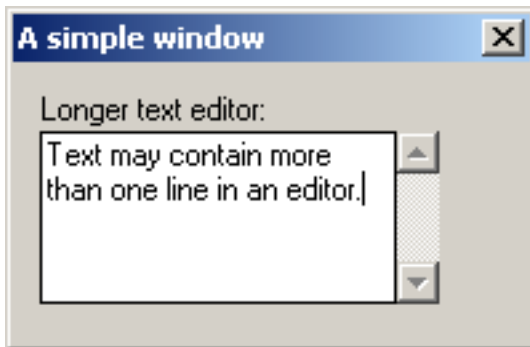 A simple window
Longer text editor:
Text may contain more
than one line in an editor.